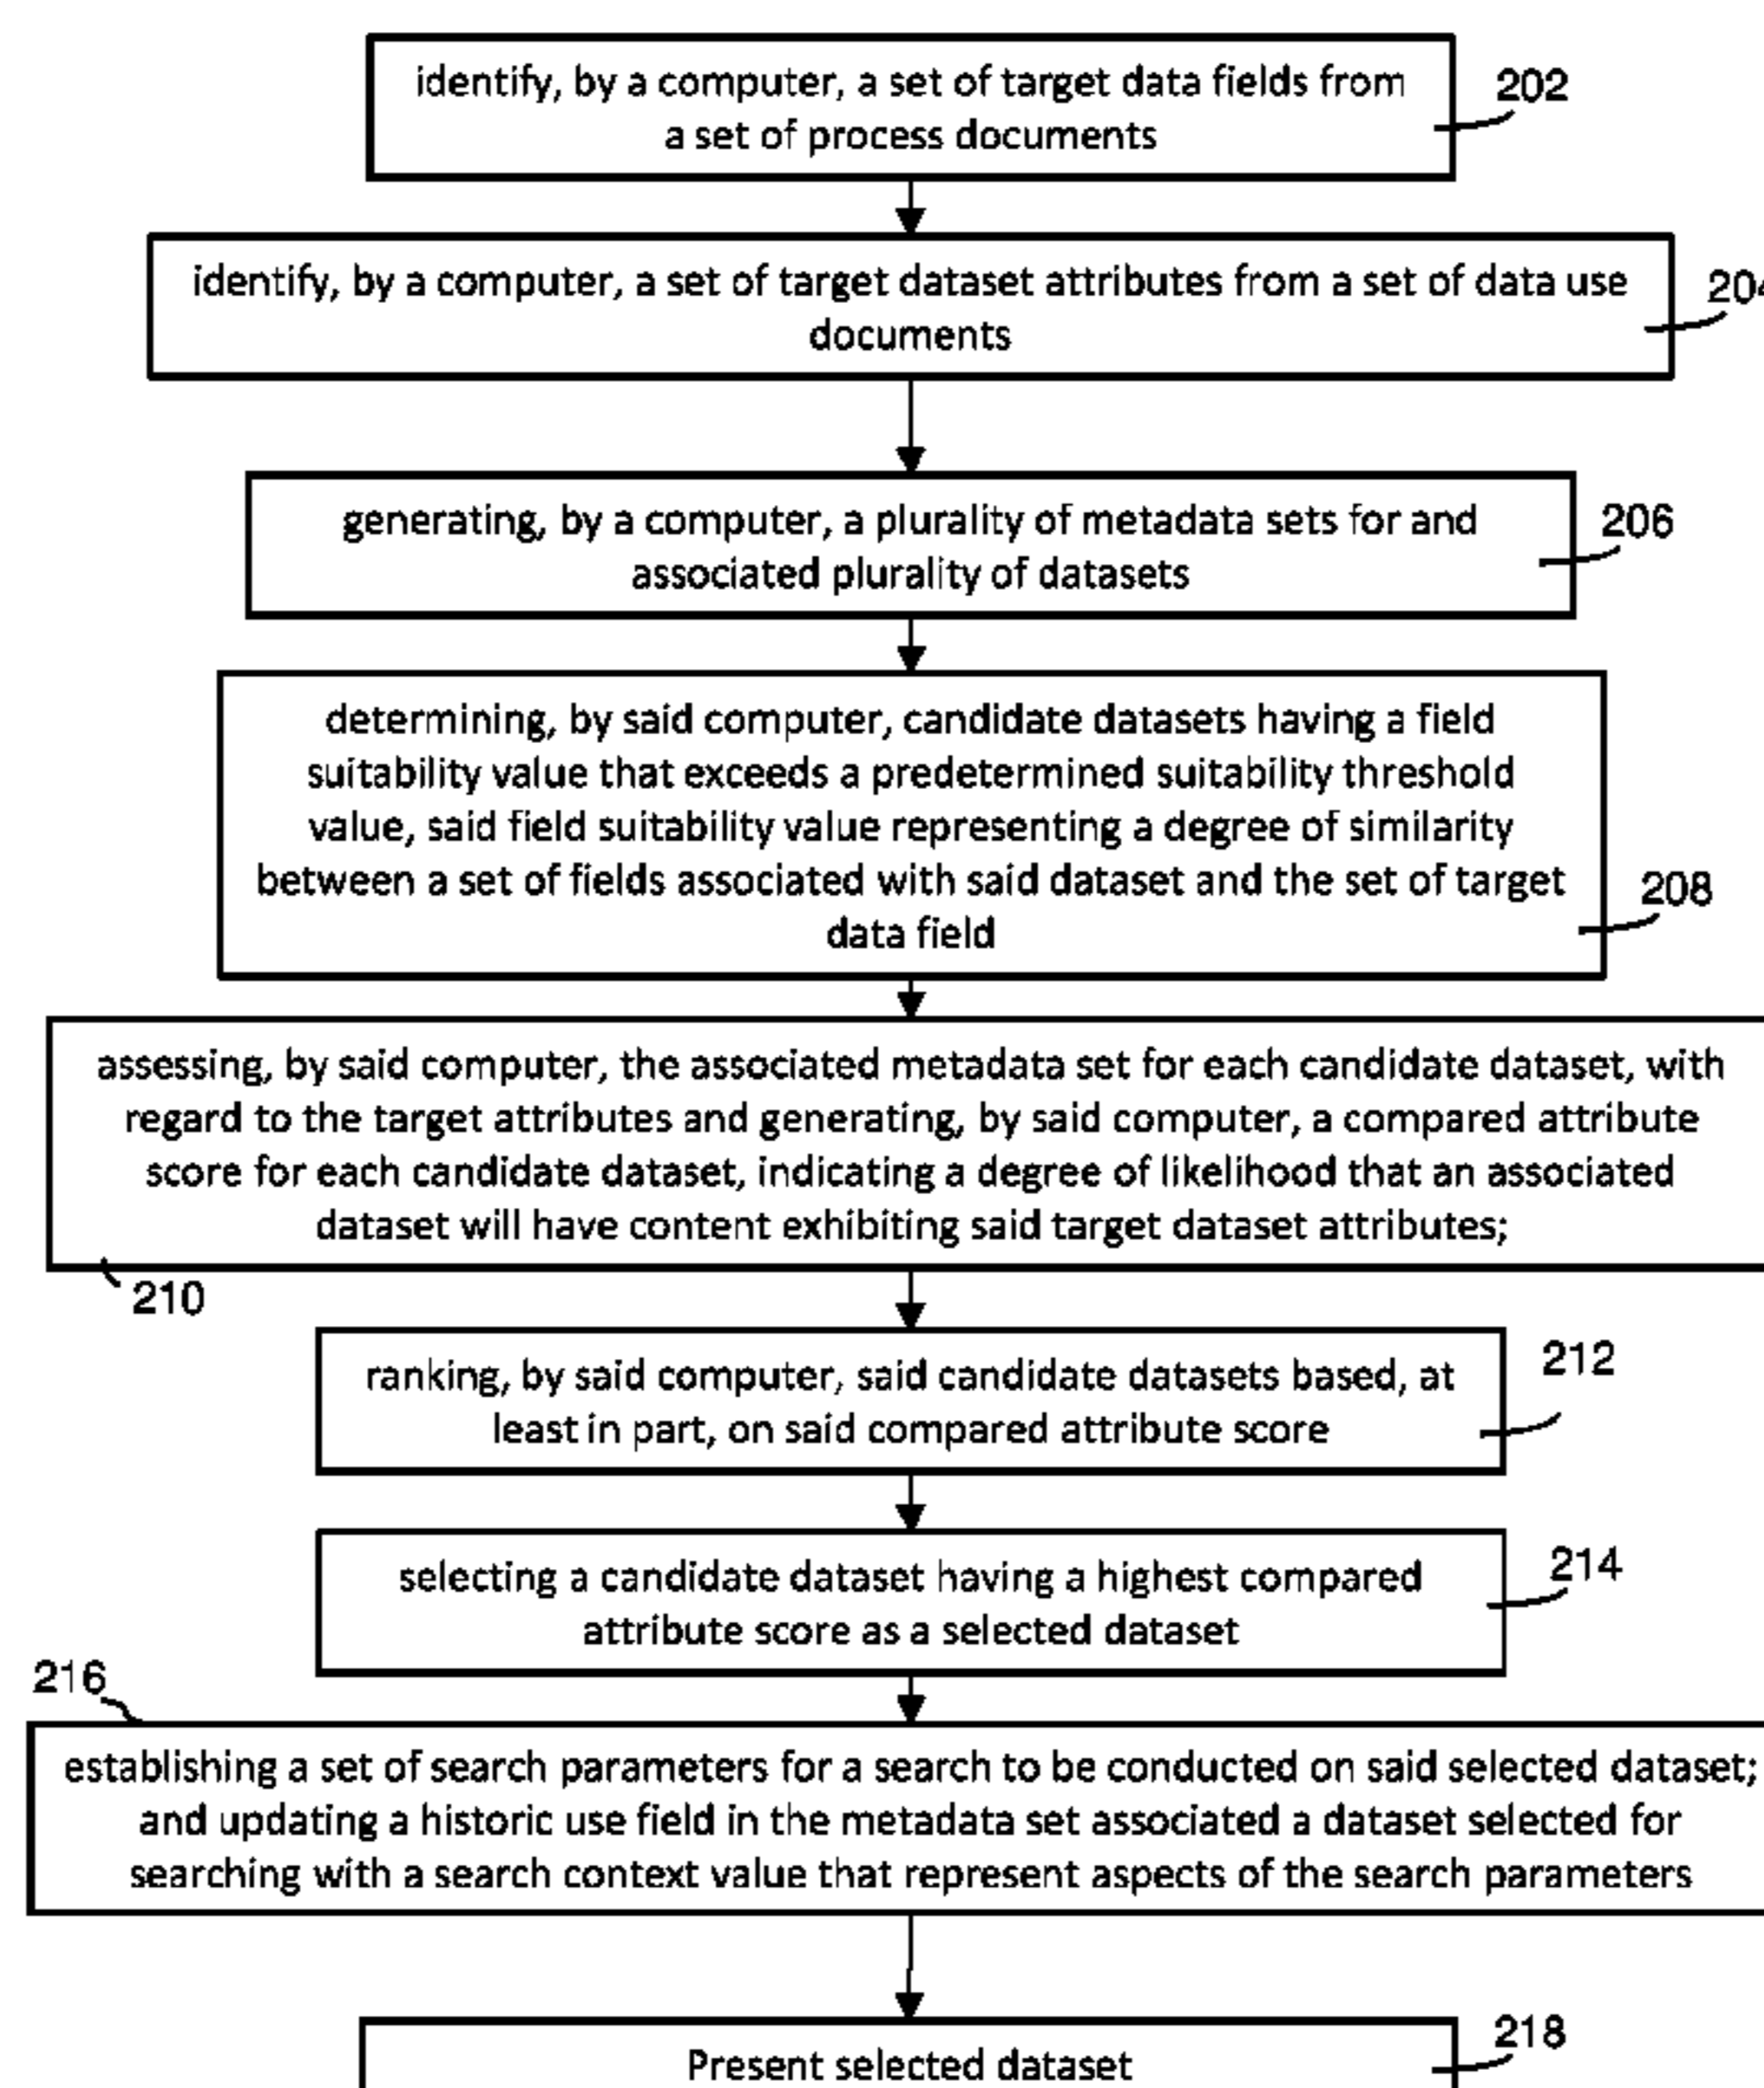 identify, by a computer, a set of target data fields from
a set of process documents
202
identify, by a computer, a set of target dataset attributes from a set of data use
documents
generating, by a computer, a plurality of metadata sets for and
associated plurality of datasets
206
determining, by said computer, candidate datasets having a field
suitability value that exceeds a predetermined suitability threshold
value, said field suitability value representing a degree of similarity
between a set of fields associated with said dataset and the set of target
data field
208
assessing, by said computer, the associated metadata set for each candidate dataset, with
regard to the target attributes and generating, by said computer, a compared attribute
score for each candidate dataset, indicating a degree of likelihood that an associated
dataset will have content exhibiting said target dataset attributes;
210
ranking, by said computer, said candidate datasets based, at
least in part, on said compared attribute score
212
selecting a candidate dataset having a highest compared
attribute score as a selected dataset
214
216
establishing a set of search parameters for a search to be conducted on said selected dataset;
and updating a historic use field in the metadata set associated a dataset selected for
searching with a search context value that represent aspects of the search parameters
Present selected dataset
218